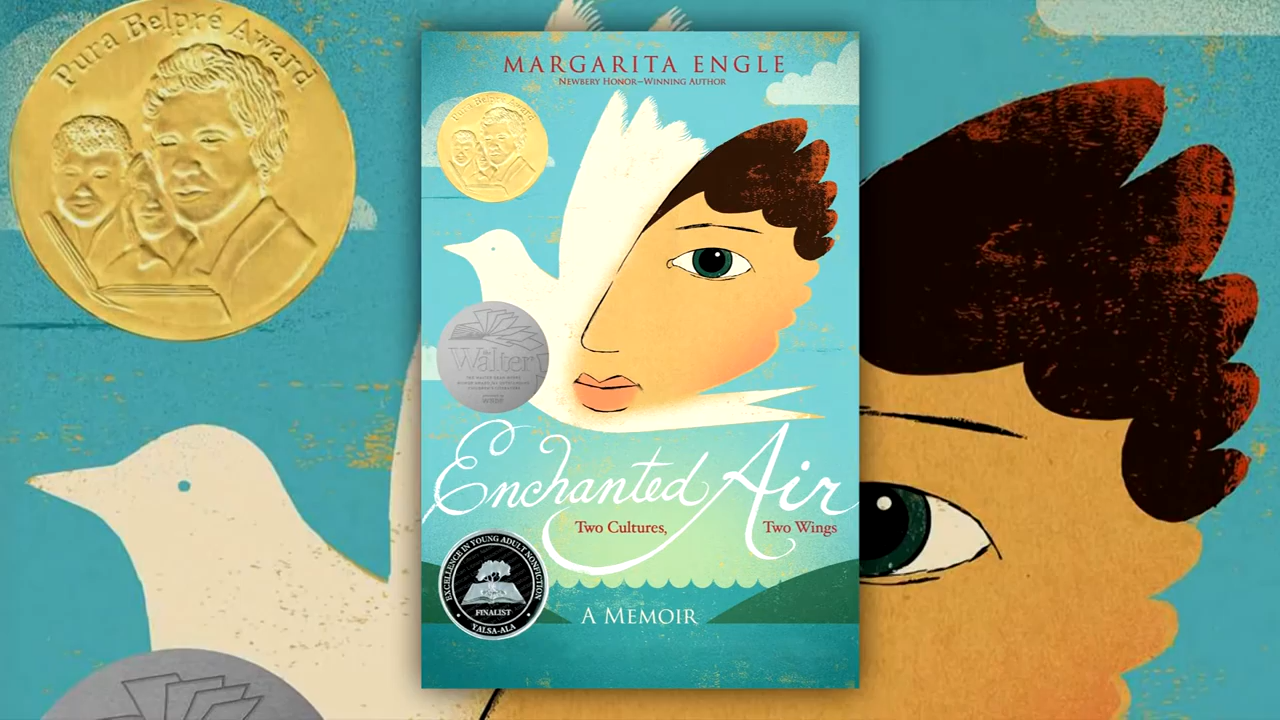 Pura Belpré Award
MARGARITA ENGLE
NEWBERY HONOR–WINNING AUTHOR
Pura Belpré Award
the
Walter
Enchanted Air
Two Cultures, Two Wings
EXCELLENCE IN YOUNG ADULT NONFICTION
FINALIST
YALSA-ALA
A MEMOIR